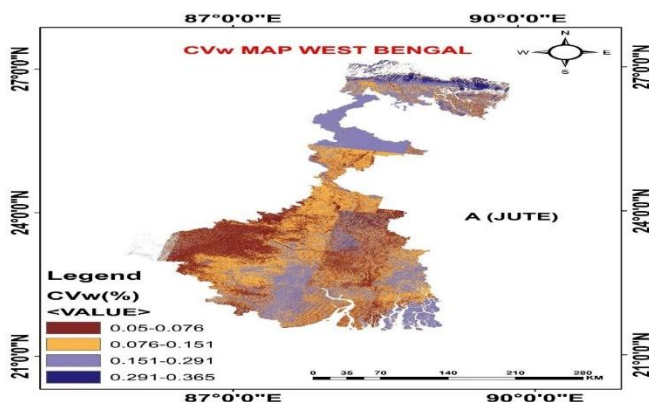 87°0'0"E 90°0'0"E
CVw MAP WEST BENGAL
N
W E
S
27°0'0"N 27°0'0"N
24°0'0"N 24°0'0"N
A (JUTE)
Legend
CVw(%)
<VALUE>
0.05-0.076
0.076-0.151
0.151-0.291
0.291-0.365
21°0'0"N 21°0'0"N
0 35 70 140 210 280
KM
87°0'0"E 90°0'0"E